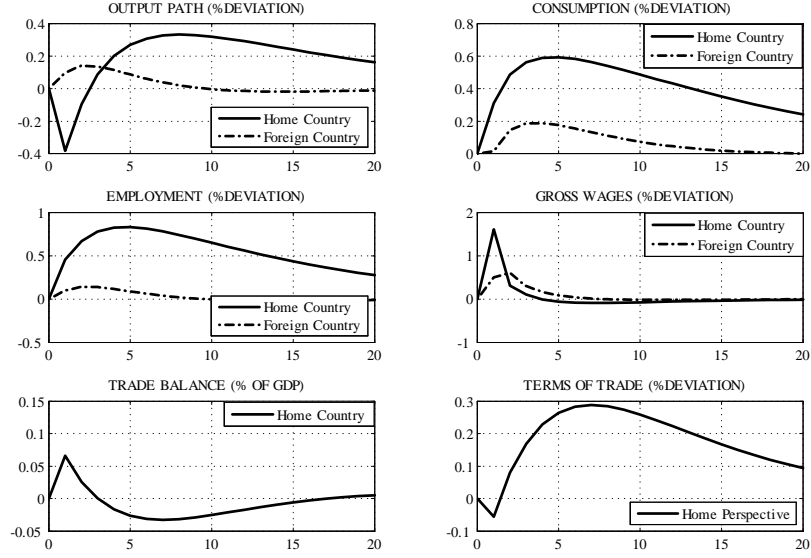 OUTPUT PATH (%DEVIATION)
0.4
0.2
0
-0.2
-0.4
0 5 10 15 20
Home Country
Foreign Country
CONSUMPTION (%DEVIATION)
0.8
0.6
0.4
0.2
0
0 5 10 15 20
Home Country
Foreign Country
EMPLOYMENT (%DEVIATION)
1
0.5
0
-0.5
0 5 10 15 20
Home Country
Foreign Country
GROSS WAGES (%DEVIATION)
2
1
0
-1
0 5 10 15 20
Home Country
Foreign Country
TRADE BALANCE (% OF GDP)
0.15
0.1
0.05
0
-0.05
0 5 10 15 20
Home Country
TERMS OF TRADE (%DEVIATION)
0.3
0.2
0.1
0
-0.1
0 5 10 15 20
Home Perspective